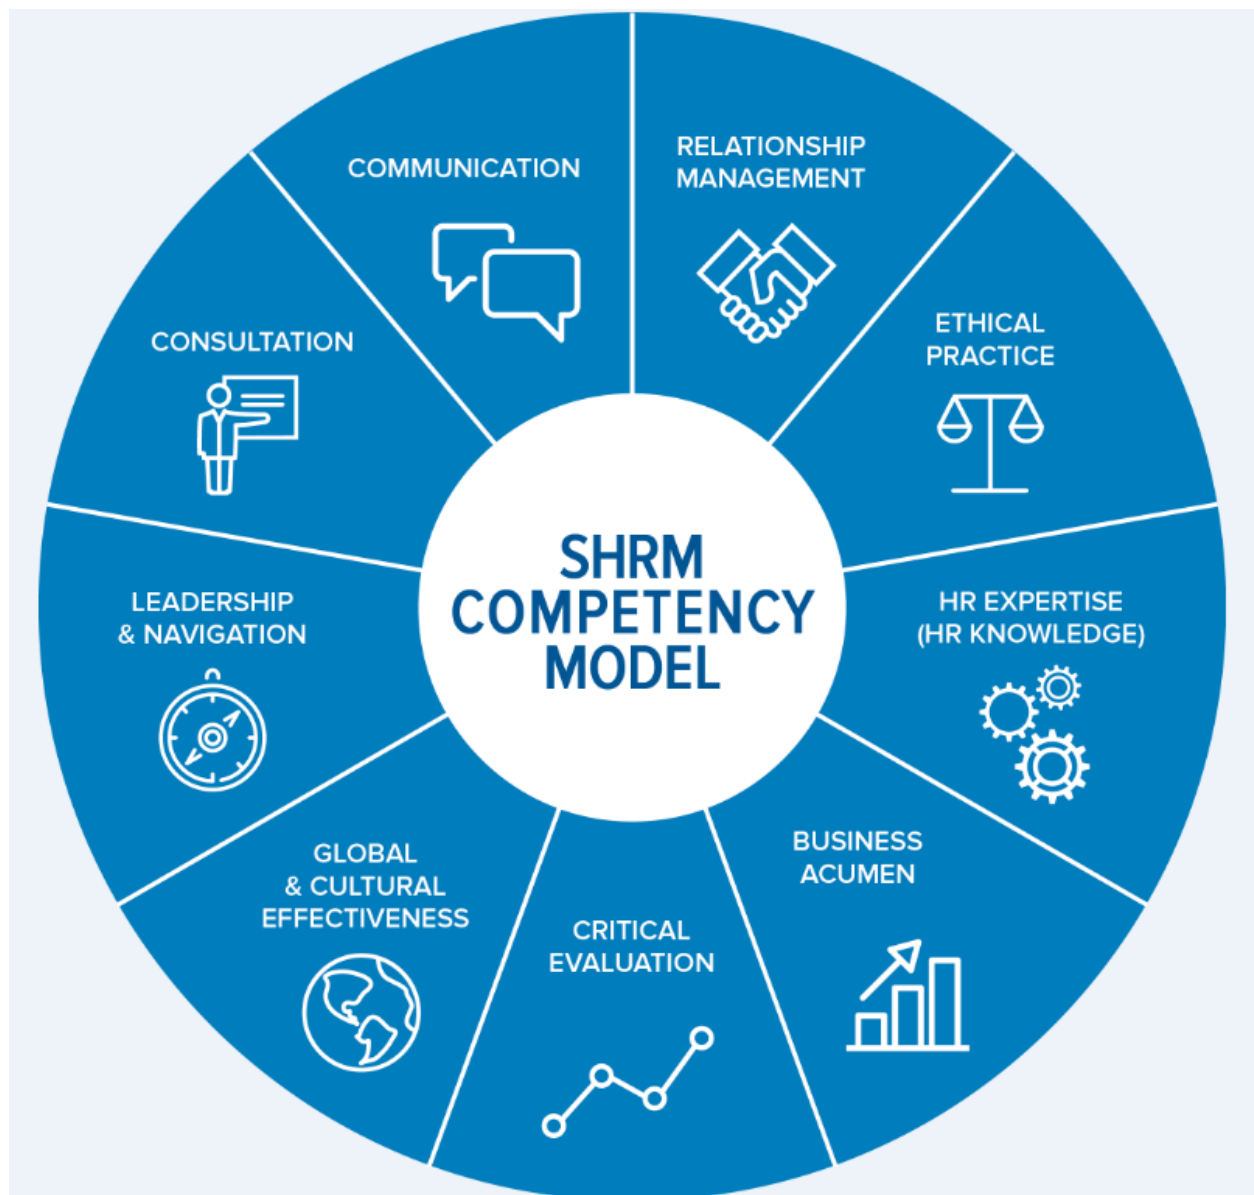 COMMUNICATION
RELATIONSHIP
MANAGEMENT
ETHICAL
PRACTICE
CONSULTATION
SHRM
COMPETENCY
MODEL
LEADERSHIP
& NAVIGATION
HR EXPERTISE
(HR KNOWLEDGE)
GLOBAL
& CULTURAL
EFFECTIVENESS
CRITICAL
EVALUATION
BUSINESS
ACUMEN